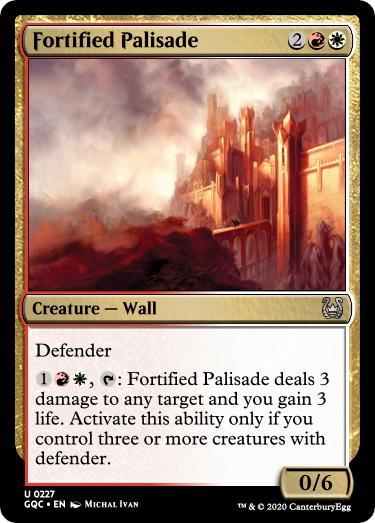 Fortified Palisade 2
Creature — Wall
Defender
1, : Fortified Palisade deals 3
damage to any target and you gain 3
life. Activate this ability only if you
control three or more creatures with
defender.
0/6
U 0227
GQC • EN Michal Ivan
™ & © 2020 CanterburyEgg